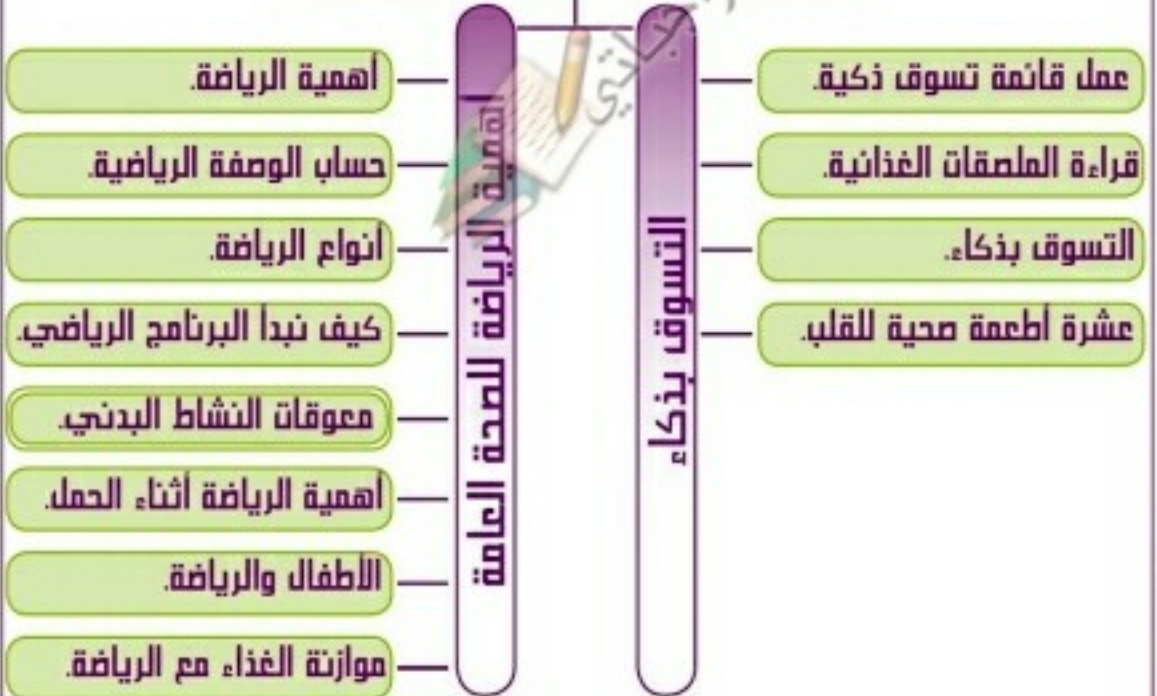 التسوق بذكاء
عمل قائمة تسوق ذكية.
قراءة الملصقات الغذائية.
التسوق بذكاء.
عشرة أطعمة صحية للقلب.
أهمية الرياضة للصحة العامة
أهمية الرياضة.
حساب الوصفة الرياضية.
أنواع الرياضة.
كيف نبدأ البرنامج الرياضي.
معوقات النشاط البدني.
أهمية الرياضة أثناء الحمل.
الأطفال والرياضة.
موازنة الغذاء مع الرياضة.